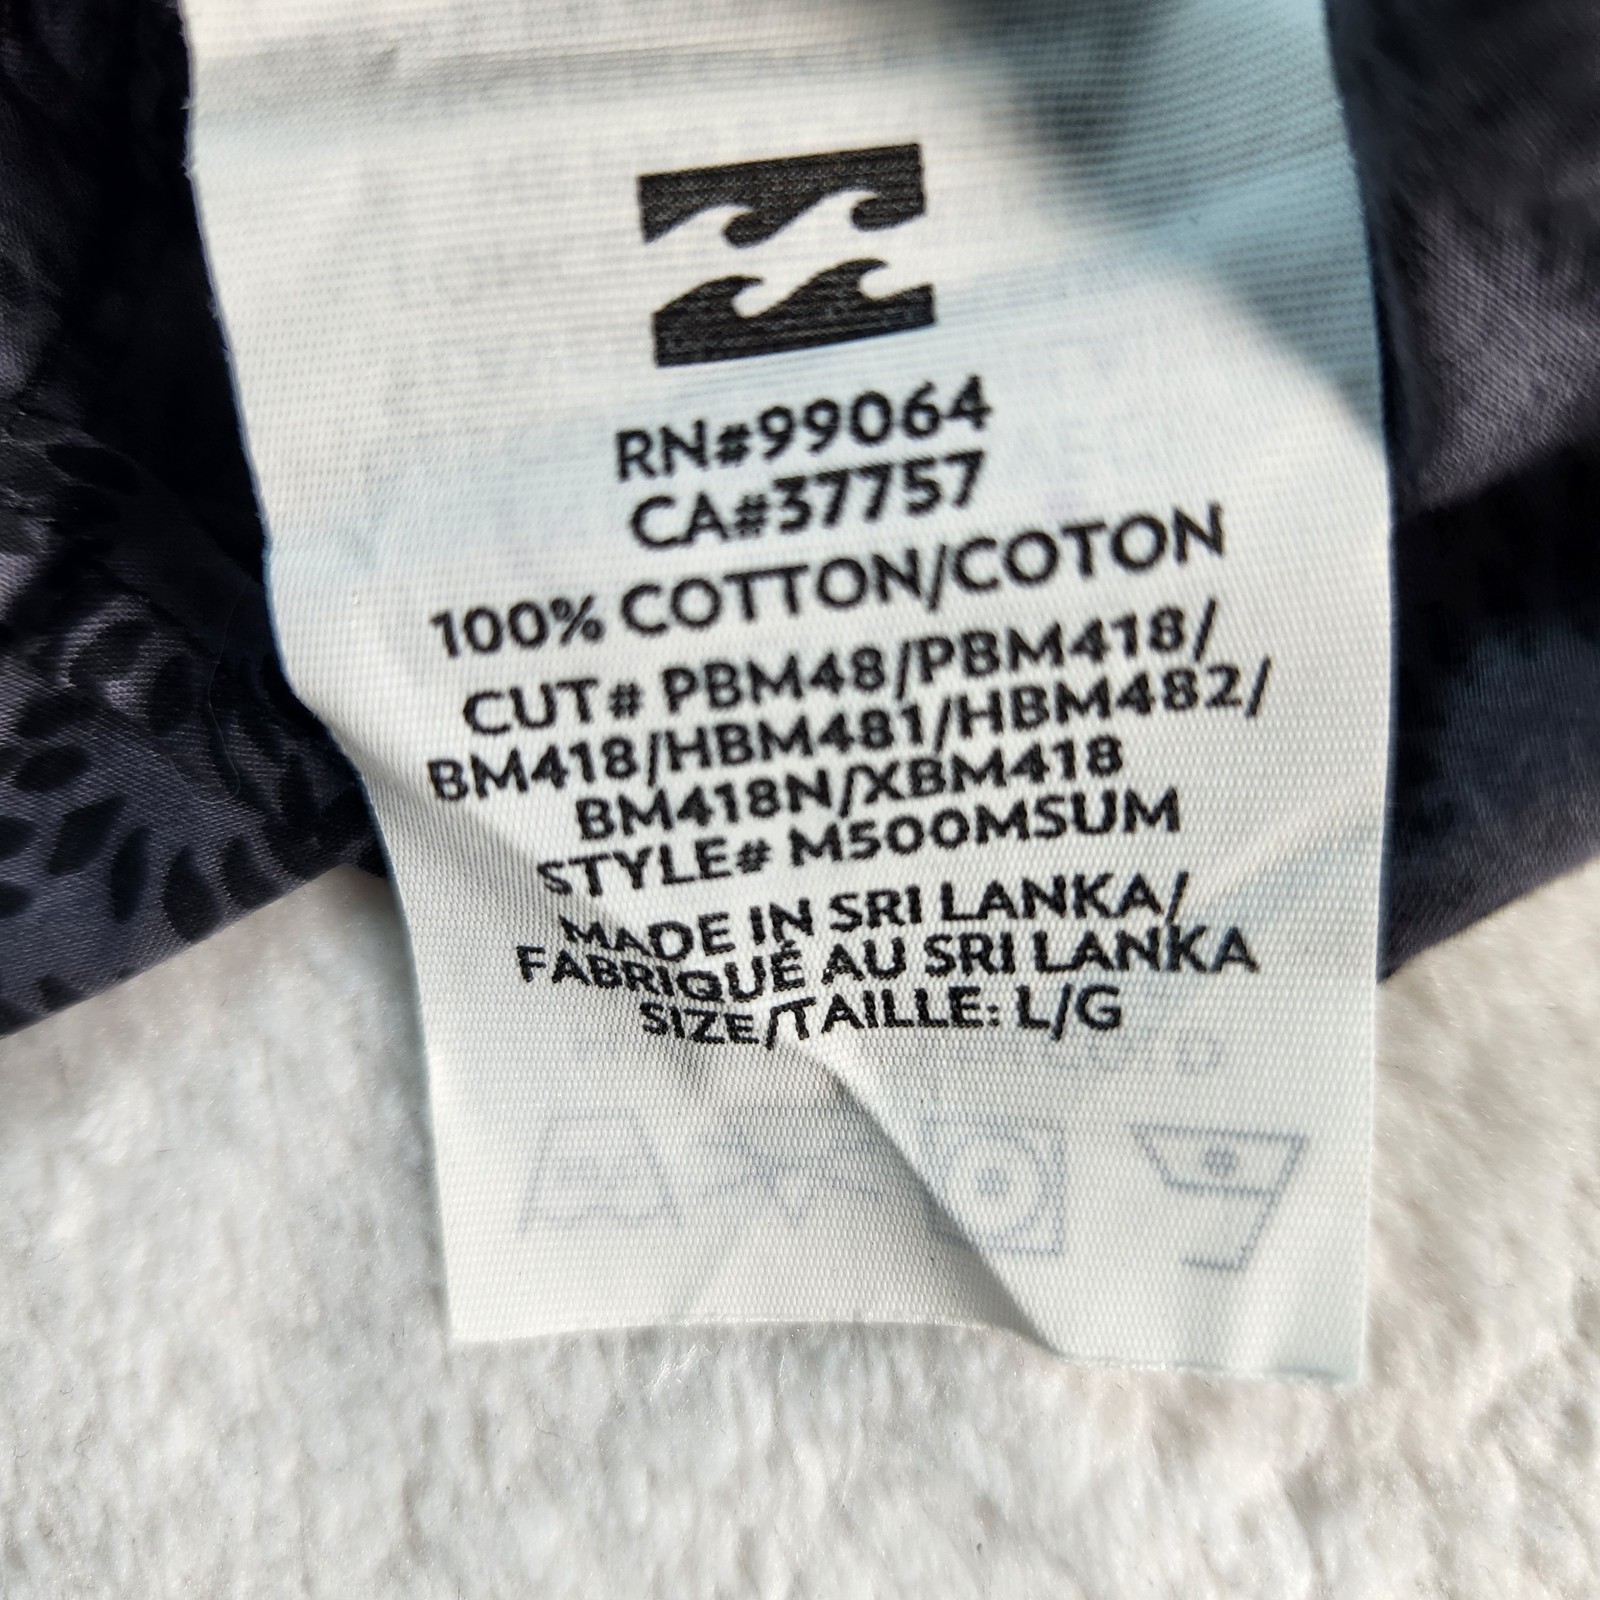 RN#99064
CA#37757
100% COTTON/COTON
CUT# PBM48/PBM418/
BM418/HBM481/HBM482/
BM418N/XBM418
STYLE# M500MSUM
MADE IN SRI LANKA/
FABRIQUÉ AU SRI LANKA
SIZE/TAILLE: L/G